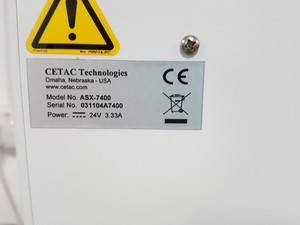 CETAC Technologies
Omaha, Nebraska - USA
www.cetac.com
Model No. ASX-7400
Serial No. 031104A7400
Power: 24V 3.33A
CE